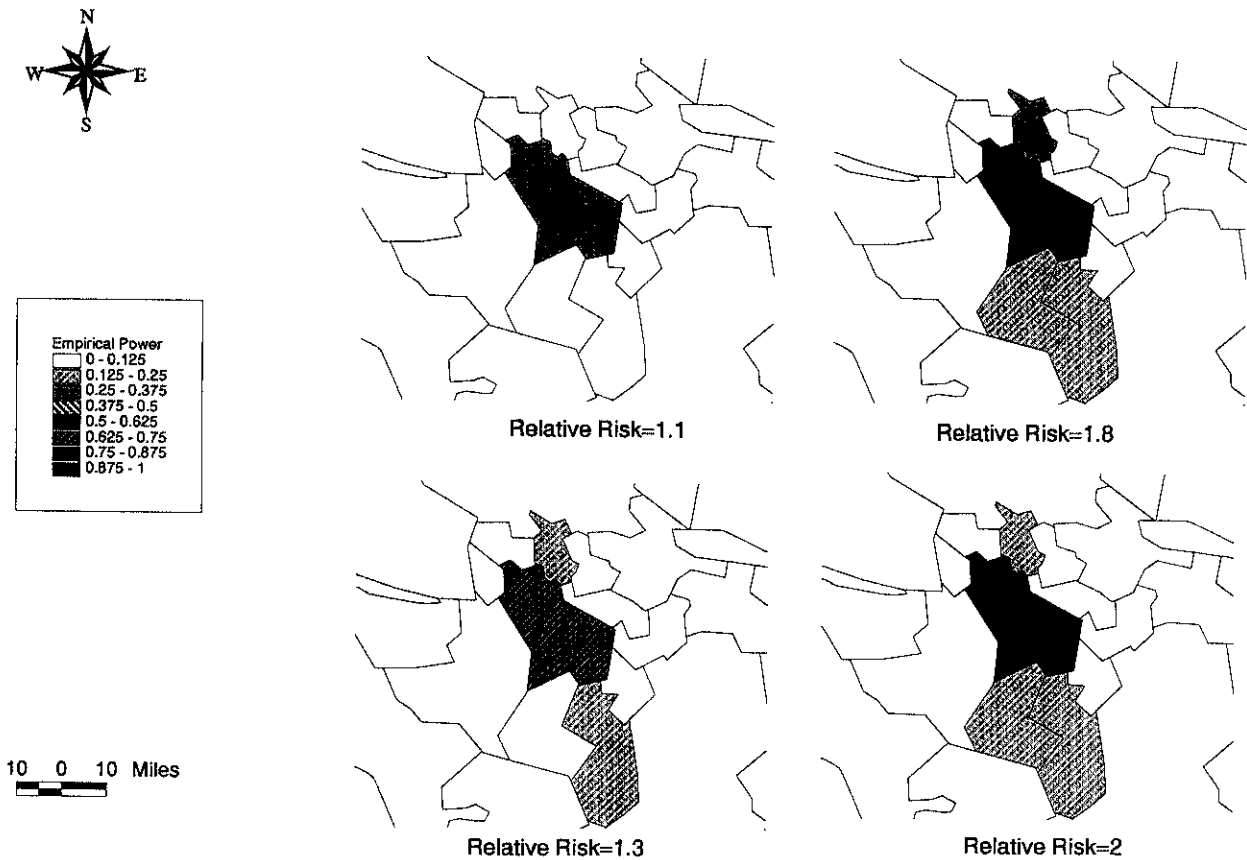 N
W E
S
Empirical Power
0 - 0.125
0.125 - 0.25
0.25 - 0.375
0.375 - 0.5
0.5 - 0.625
0.625 - 0.75
0.75 - 0.875
0.875 - 1
Relative Risk=1.1
Relative Risk=1.8
10 0 10 Miles
Relative Risk=1.3
Relative Risk=2